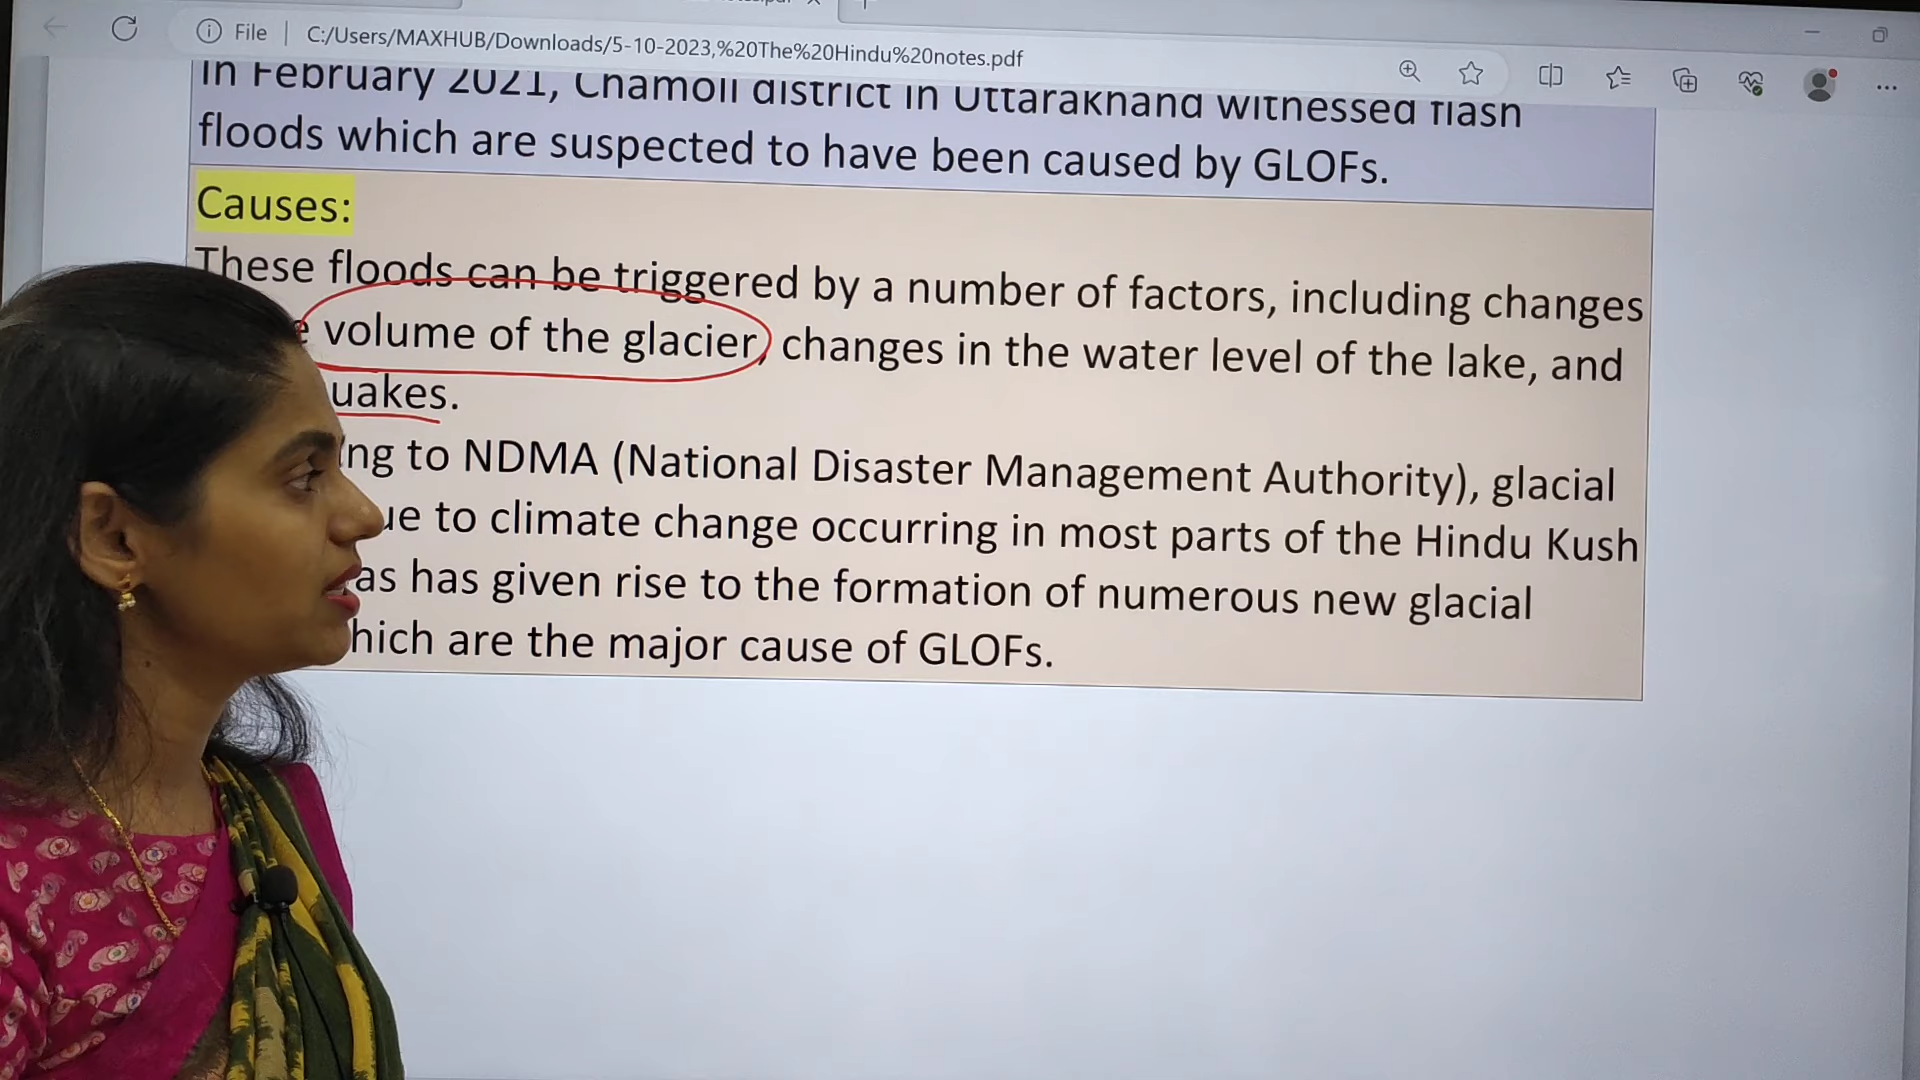 File
C:/Users/MAXHUB/Downloads/5-10-2023,%20The%20Hindu%20notes.pdf
In February 2021, Chamoli district in Uttarakhand witnessed flash
floods which are suspected to have been caused by GLOFs.
Causes:
These floods can be triggered by a number of factors, including changes
volume of the glacier, changes in the water level of the lake, and
uakes.
ng to NDMA (National Disaster Management Authority), glacial
ue to climate change occurring in most parts of the Hindu Kush
as has given rise to the formation of numerous new glacial
hich are the major cause of GLOFs.